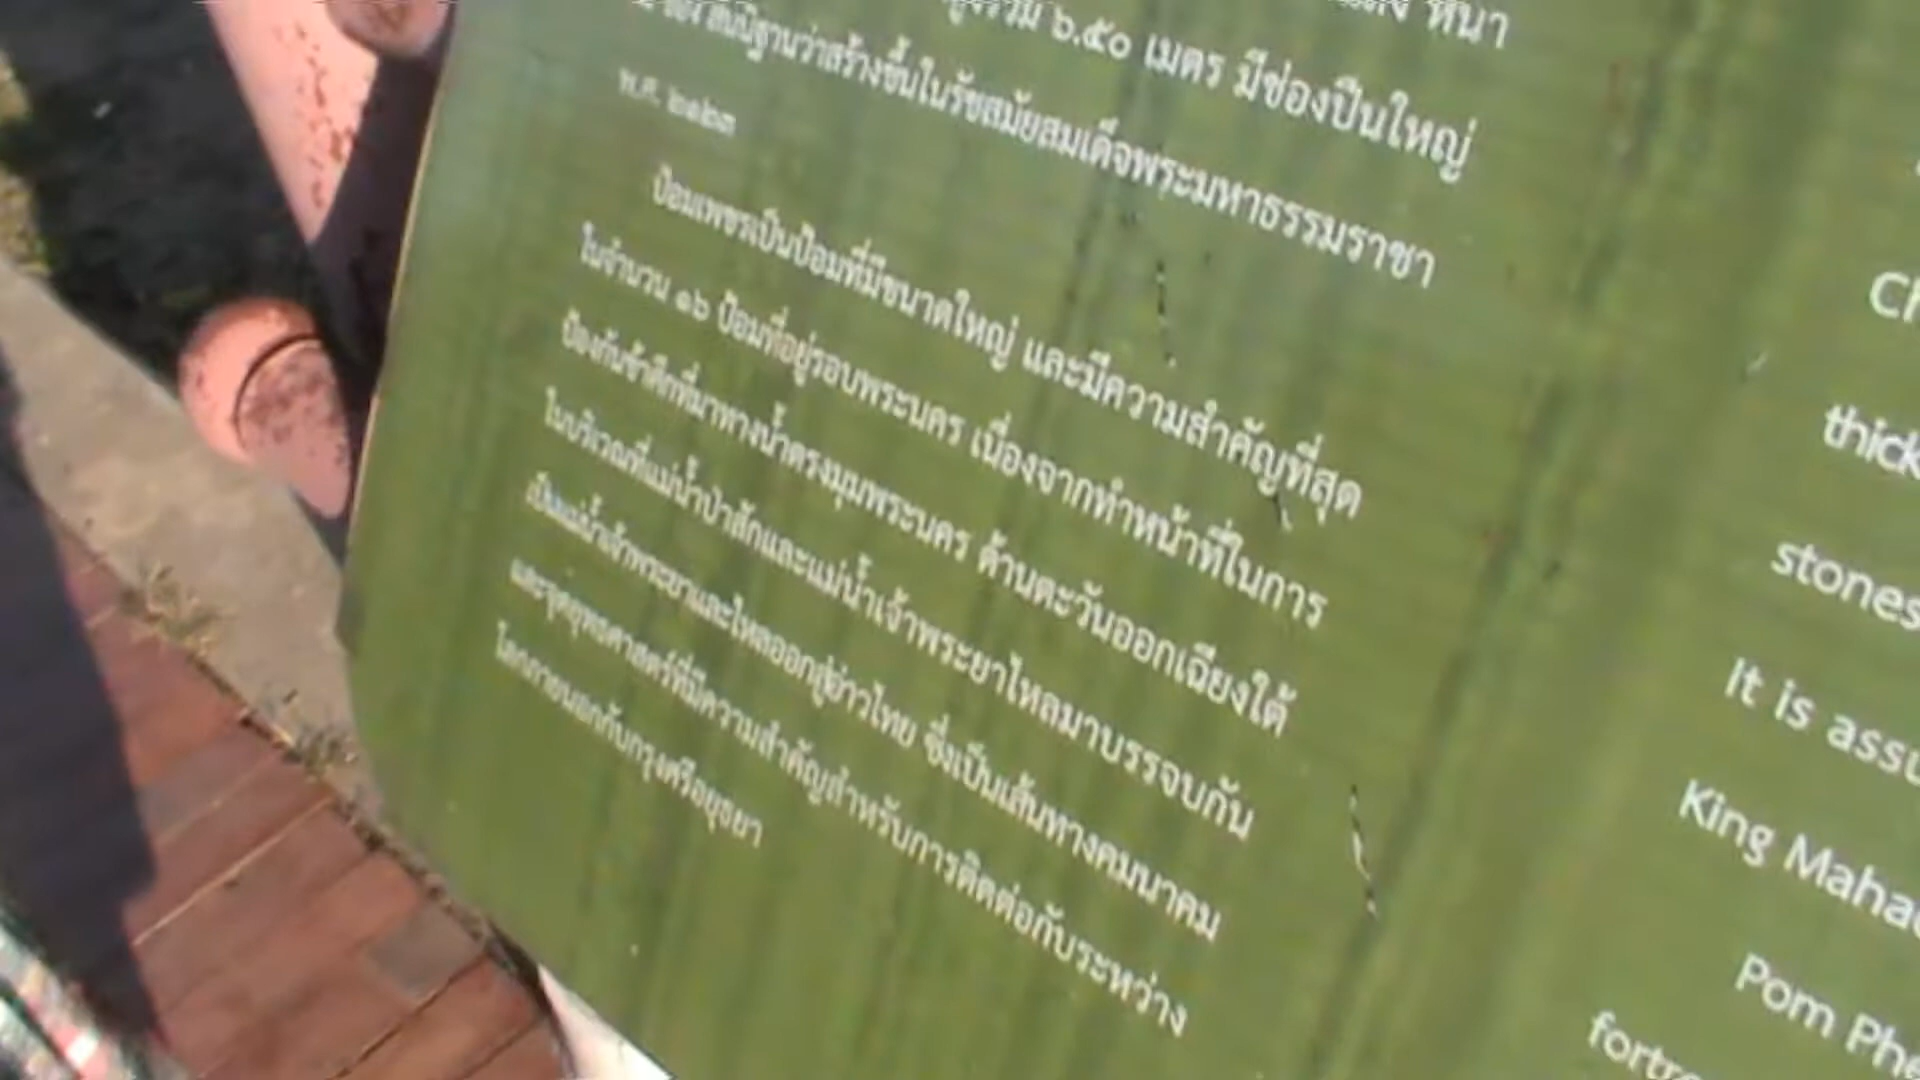 หนา
๖.๕๐ เมตร มีช่องปืนใหญ่
สันนิฐานว่าสร้างขึ้นในรัชสมัยสมเด็จพระมหาธรรมราชา
พ.ศ. ๒๑๒๓
ป้อมเพชรเป็นป้อมที่มีขนาดใหญ่ และมีความสำคัญที่สุด
ในจำนวน ๑๖ ป้อมที่อยู่รอบพระนคร เนื่องจากทำหน้าที่ในการ
ป้องกันข้าศึกที่มาทางน้ำตรงมุมพระนคร ด้านตะวันออกเฉียงใต้
ในบริเวณที่แม่น้ำป่าสักและแม่น้ำเจ้าพระยาไหลมาบรรจบกัน
เป็นแม่น้ำเจ้าพระยาและไหลออกสู่อ่าวไทย ซึ่งเป็นเส้นทางคมนาคม
และจุดยุทธศาสตร์ที่มีความสำคัญสำหรับการติดต่อกับระหว่าง
โลกภายนอกกับกรุงศรีอยุธยา
Ch
thick
stones
It is assu
King Maha
Pom Phe
fortre